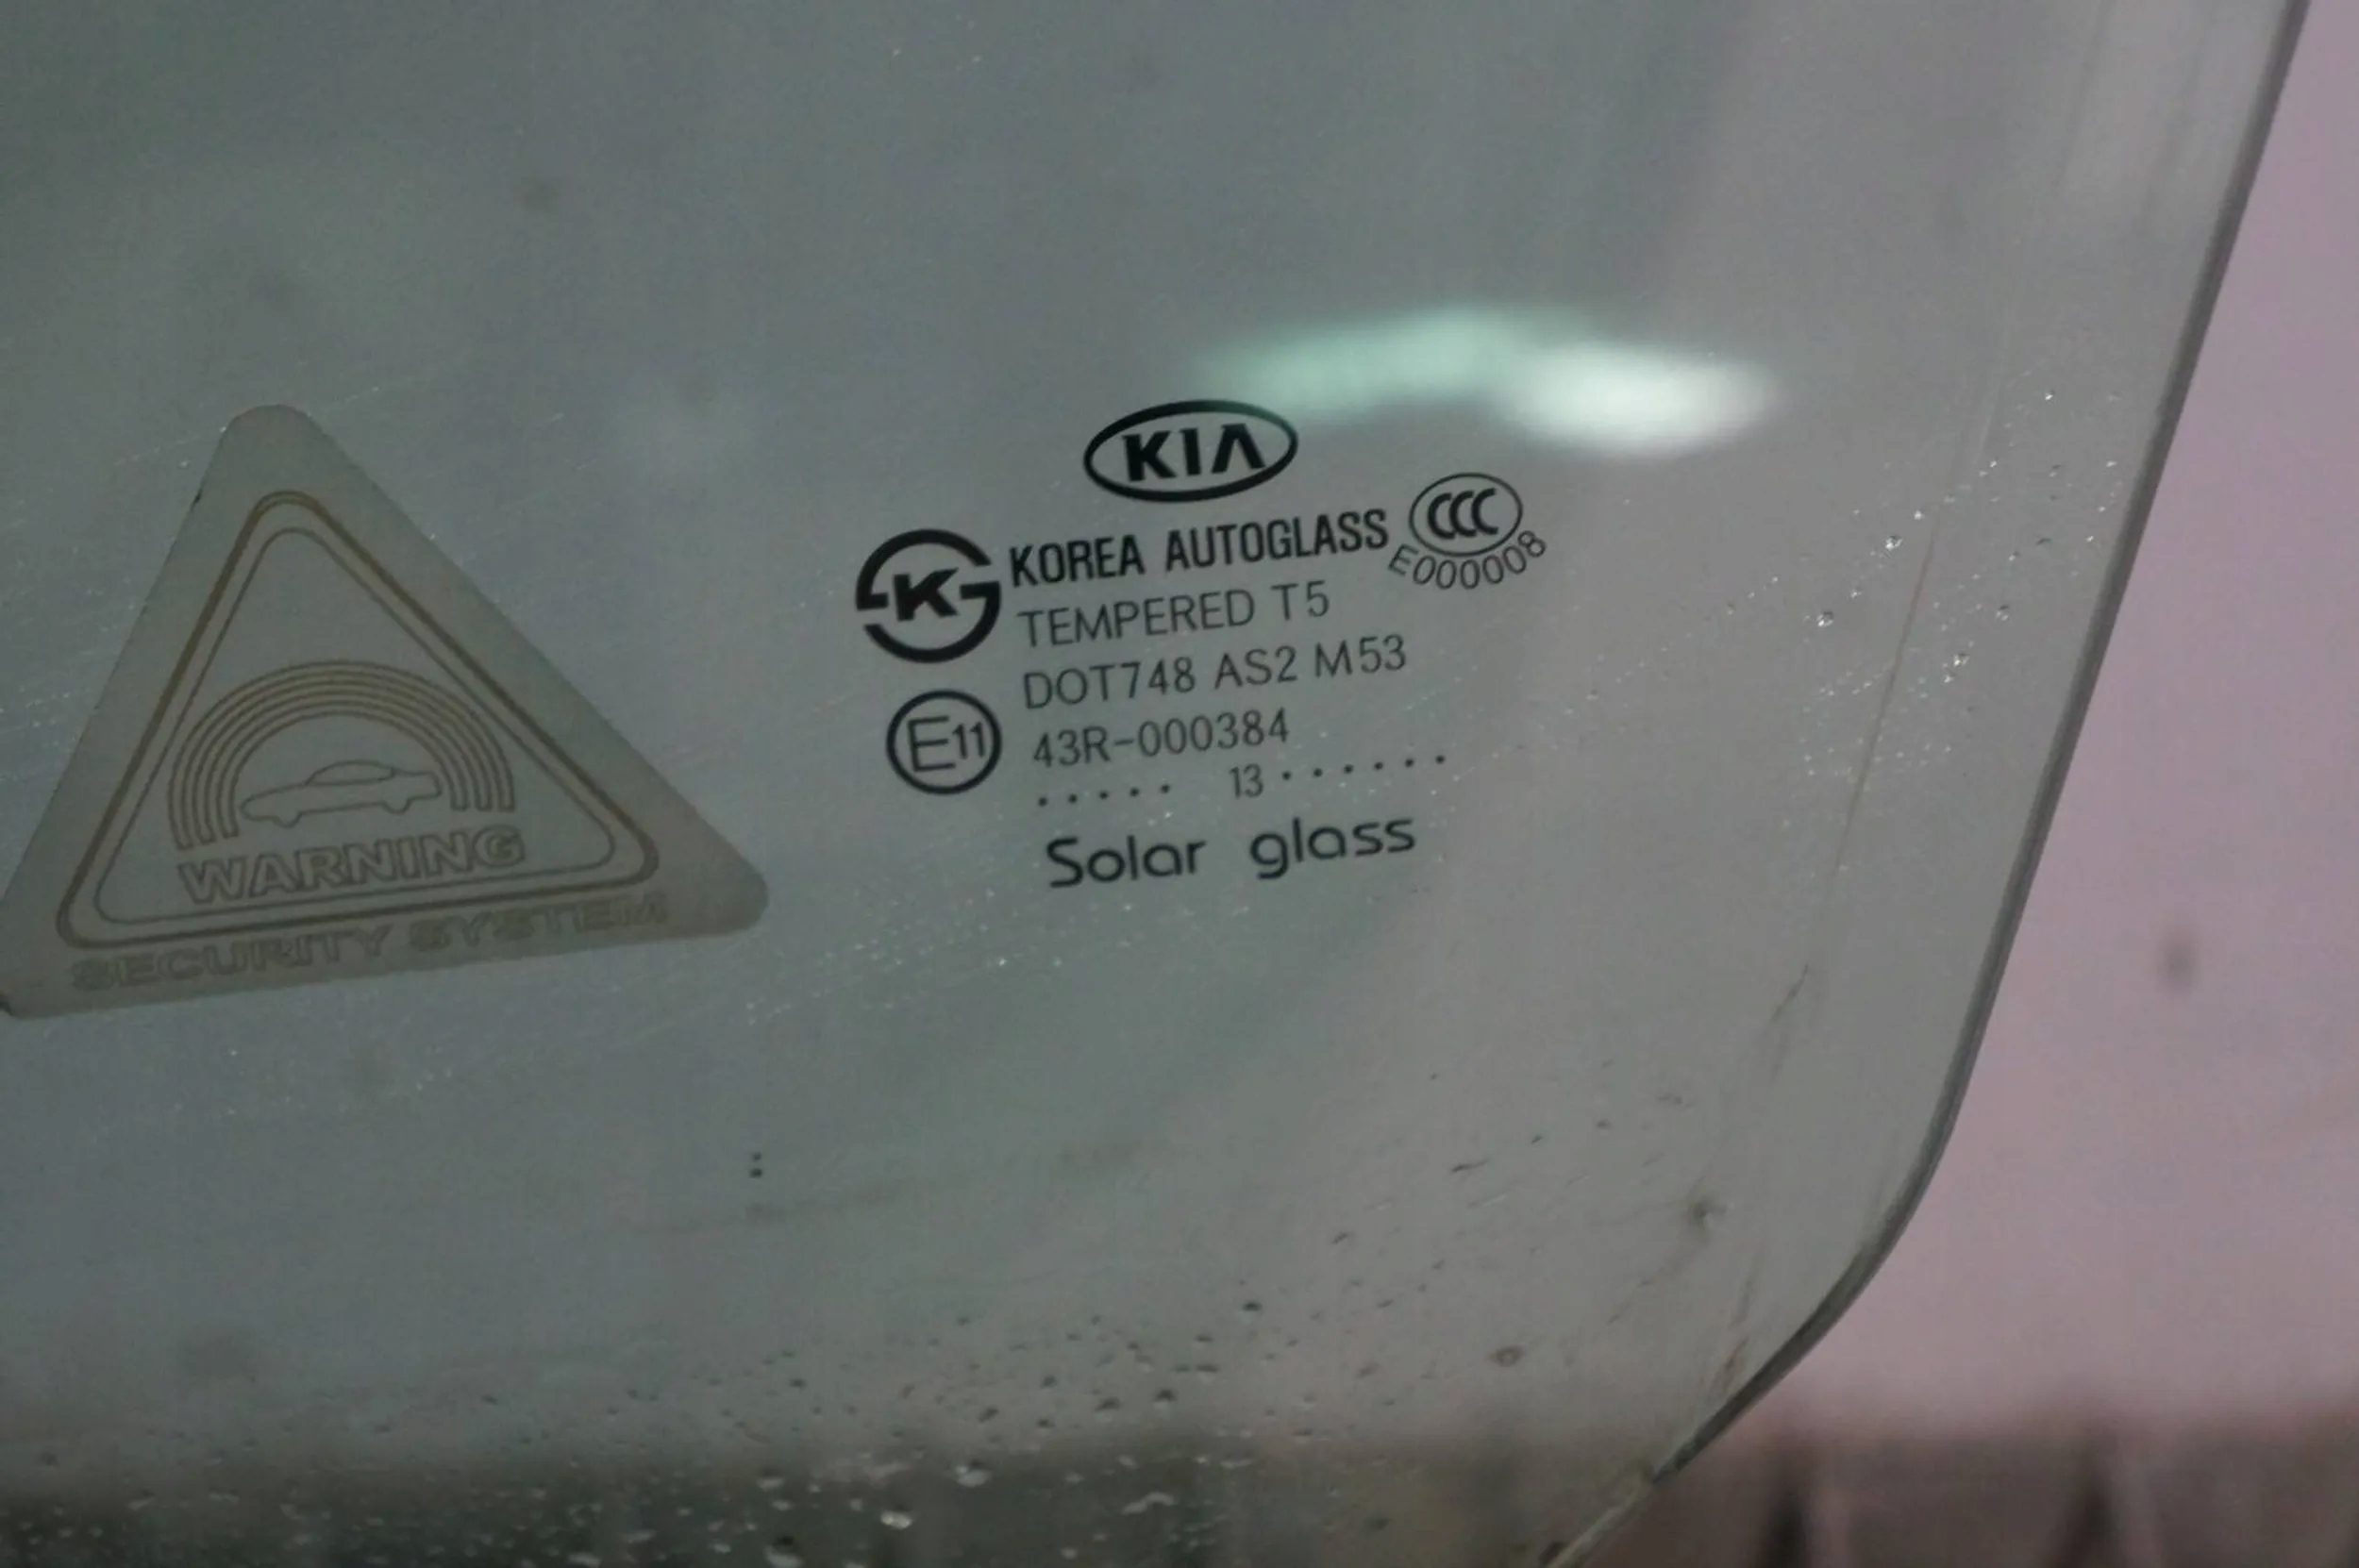 KIA
KOREA AUTOGLASS
CCC
E000008
K
TEMPERED T5
DOT748 AS2 M53
E11
43R-000384
..... 13 ......
Solar glass
WARNING
SECURITY SYSTEM